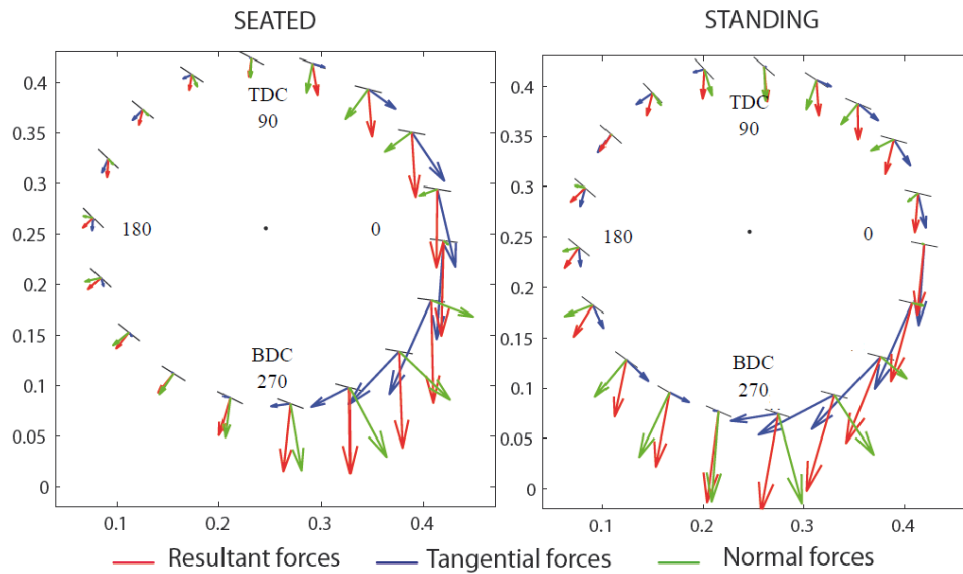 SEATED STANDING
0.4 0.4
TDC TDC
90 90
0.35 0.35
0.3 0.3
0.25 180 0 0.25 180 0
0.2 0.2
0.15 0.15
BDC BDC
270 270
0.1 0.1
0.05 0.05
0 0
0.1 0.2 0.3 0.4 0.1 0.2 0.3 0.4
Resultant forces Tangential forces Normal forces